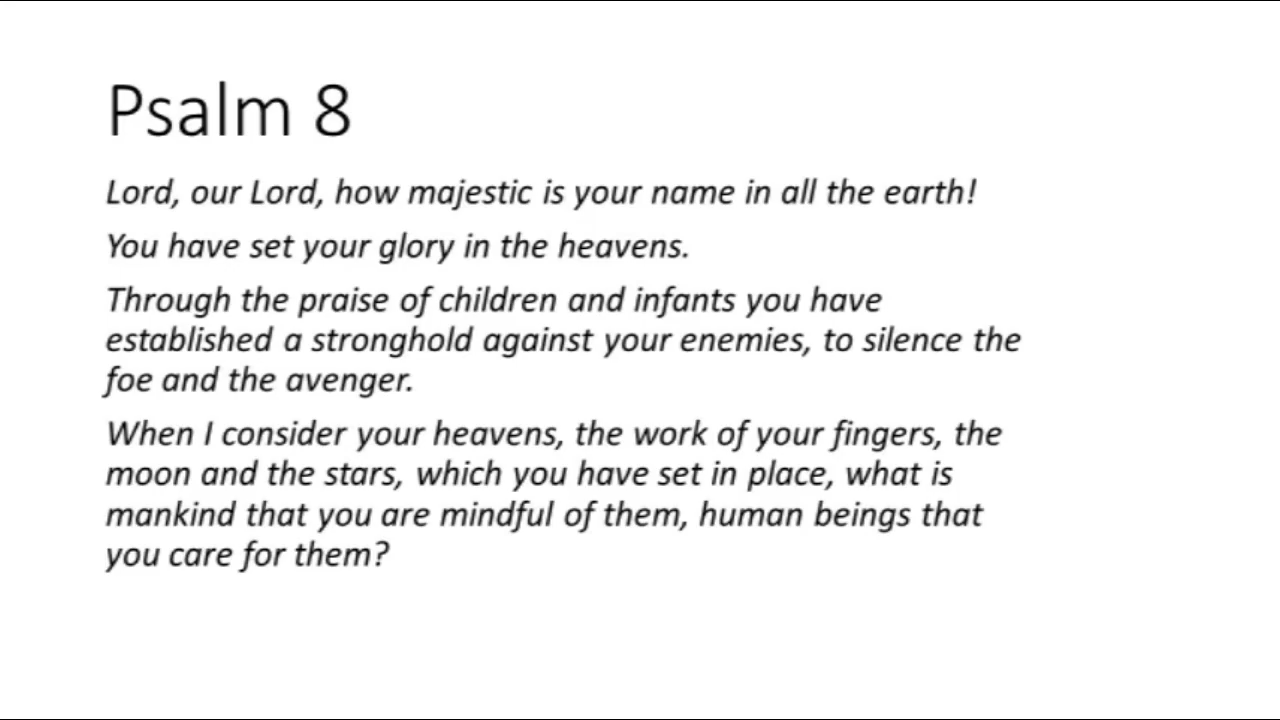 Psalm 8
Lord, our Lord, how majestic is your name in all the earth!
You have set your glory in the heavens.
Through the praise of children and infants you have
established a stronghold against your enemies, to silence the
foe and the avenger.
When I consider your heavens, the work of your fingers, the
moon and the stars, which you have set in place, what is
mankind that you are mindful of them, human beings that
you care for them?